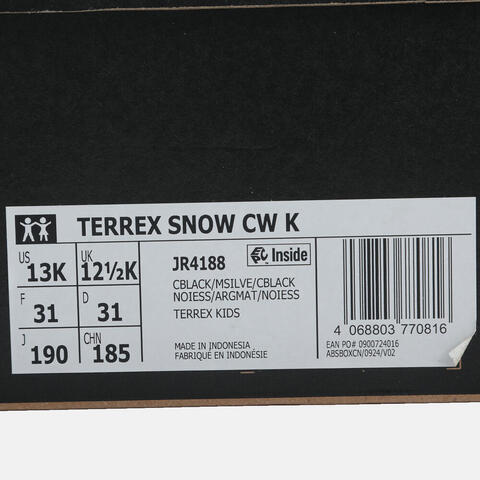 TERREX SNOW CW K
US 13K UK 12½K
F 31 D 31
J 190 CHN 185
JR4188 Inside
CBLACK/MSILVE/CBLACK
NOIESS/ARGMAT/NOIESS
TERREX KIDS
MADE IN INDONESIA
FABRIQUÉ EN INDONÉSIE
4 068803 770816
EAN PO# 0900724016
ABSBOXCN/0924/V02